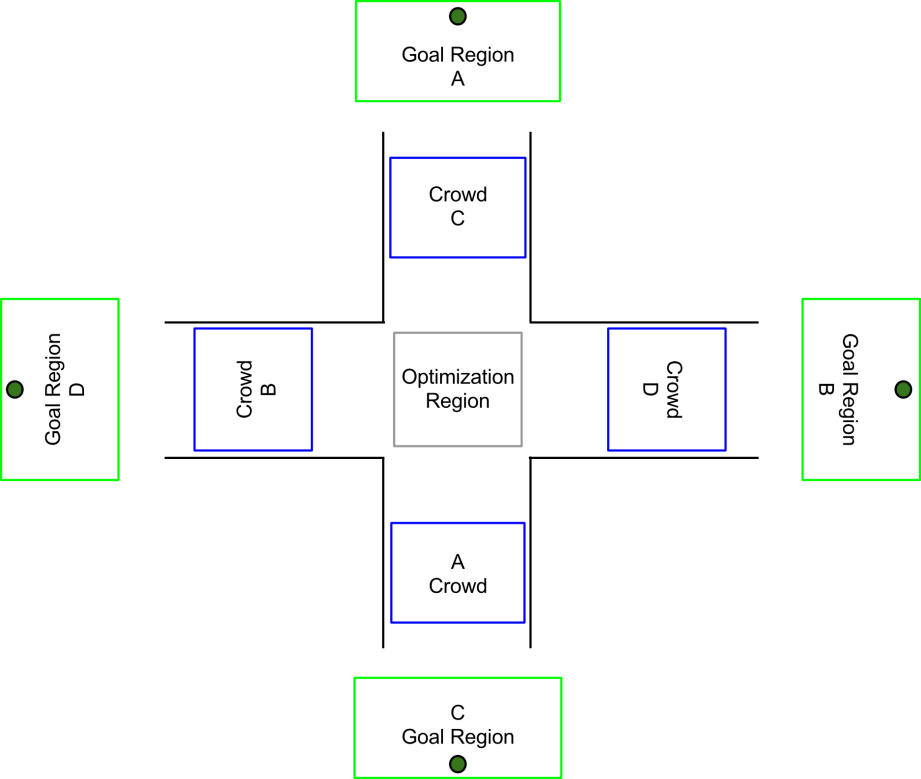 Goal Region
A
Crowd
C
Goal Region
D
Crowd
B
Optimization
Region
Crowd
D
Goal Region
B
A
Crowd
C
Goal Region